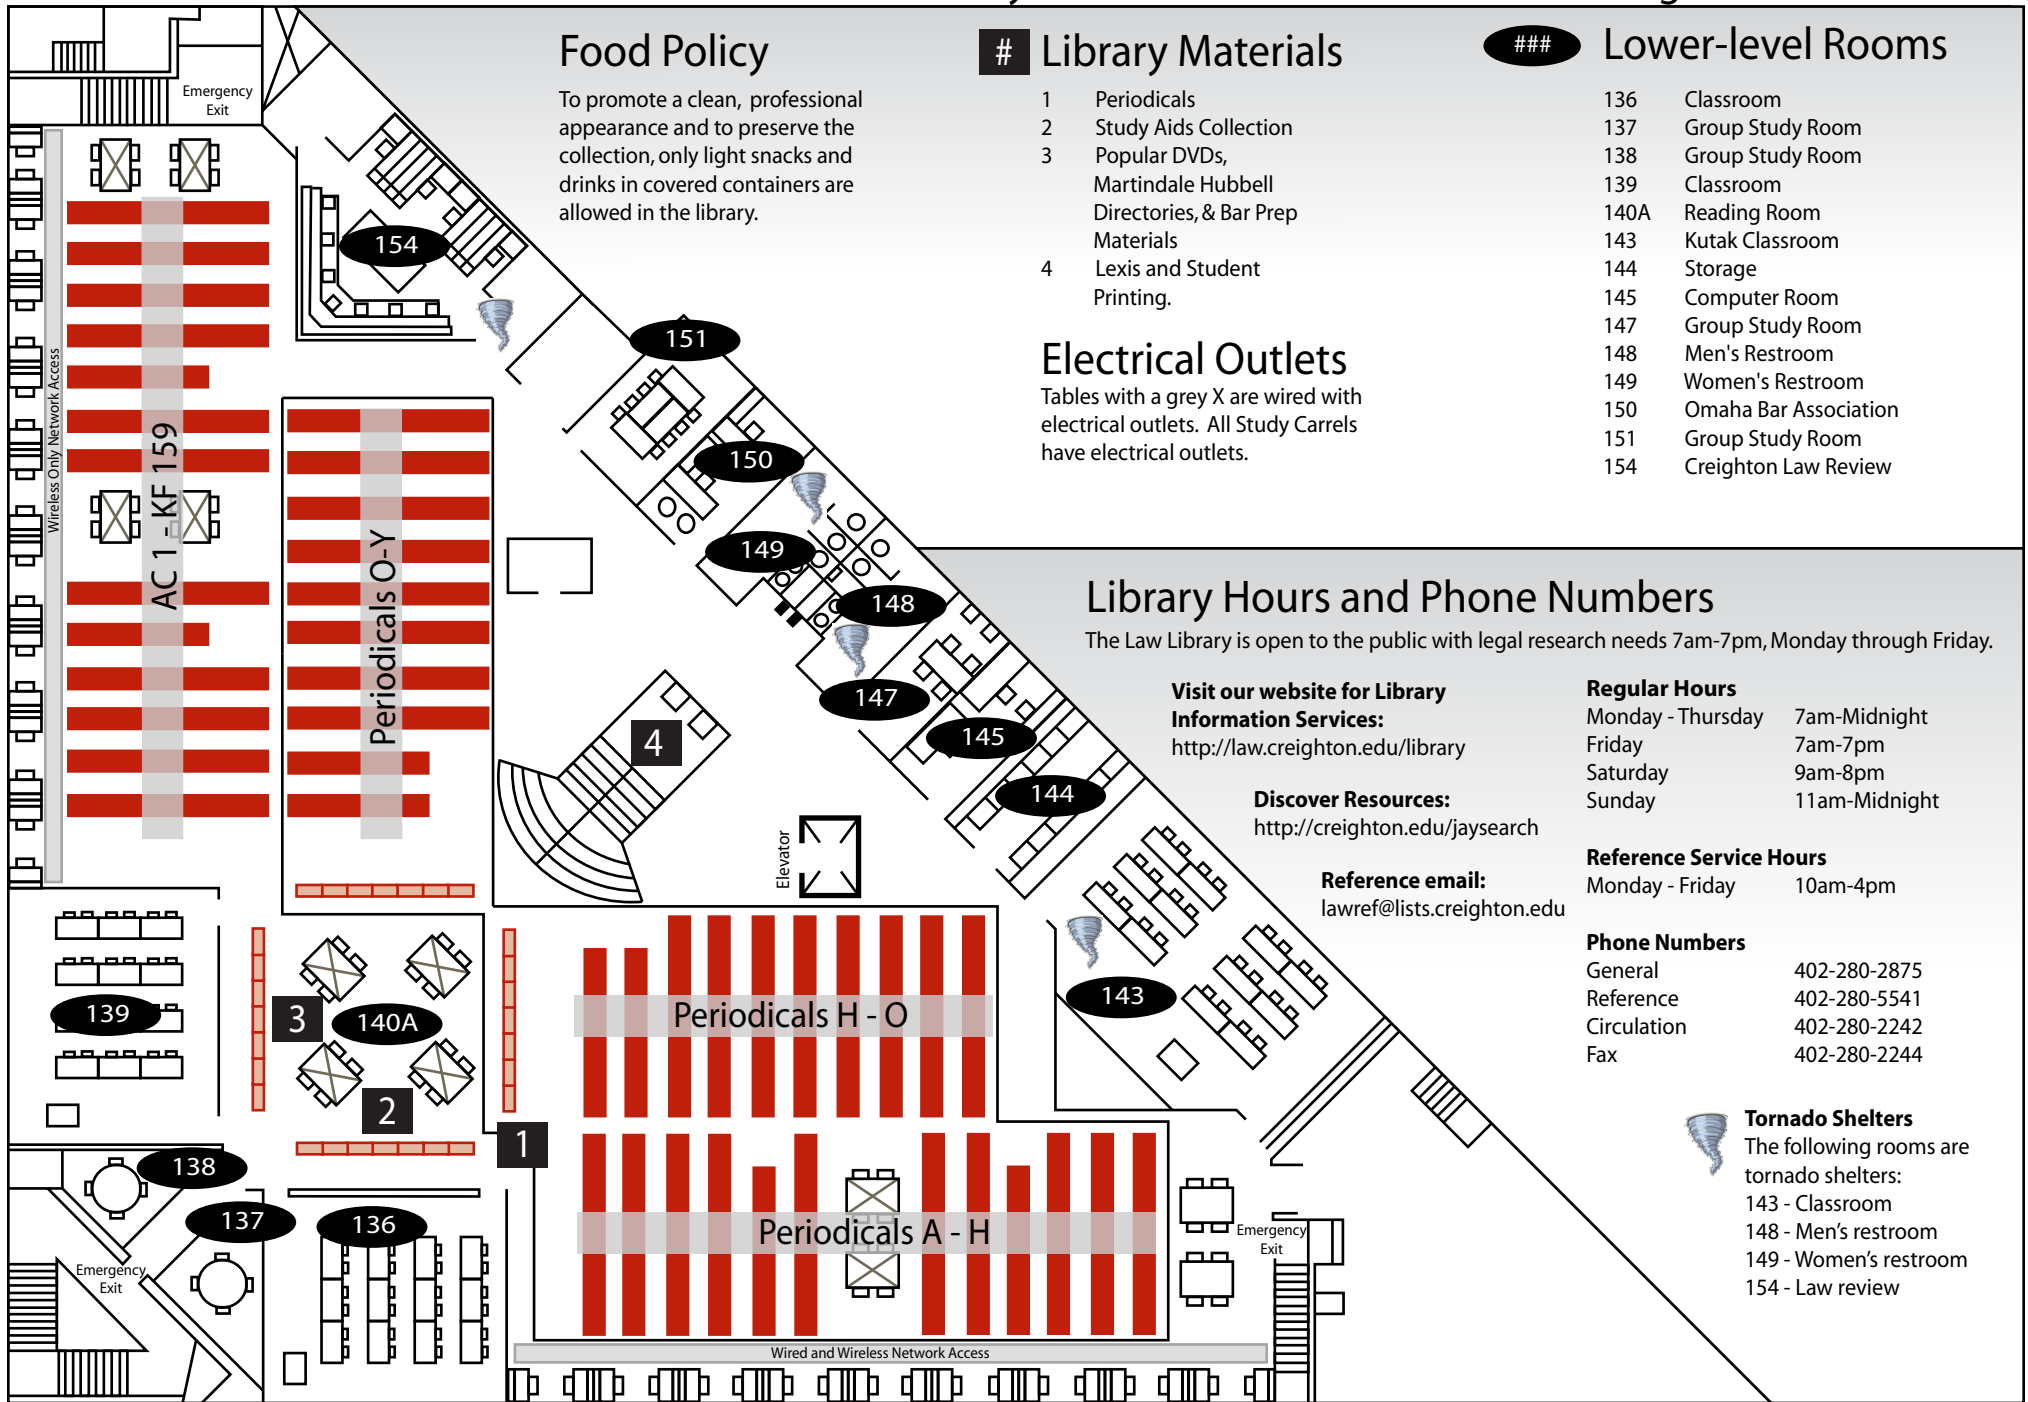 Food Policy
To promote a clean, professional
appearance and to preserve the
collection, only light snacks and
drinks in covered containers are
allowed in the library.
# Library Materials
1 Periodicals
2 Study Aids Collection
3 Popular DVDs,
Martindale Hubbell
Directories, & Bar Prep
Materials
4 Lexis and Student
Printing.
Electrical Outlets
Tables with a grey X are wired with
electrical outlets. All Study Carrels
have electrical outlets.
### Lower-level Rooms
136 Classroom
137 Group Study Room
138 Group Study Room
139 Classroom
140A Reading Room
143 Kutak Classroom
144 Storage
145 Computer Room
147 Group Study Room
148 Men's Restroom
149 Women's Restroom
150 Omaha Bar Association
151 Group Study Room
154 Creighton Law Review
Library Hours and Phone Numbers
The Law Library is open to the public with legal research needs 7am-7pm, Monday through Friday.
Visit our website for Library
Information Services:
http://law.creighton.edu/library
Discover Resources:
http://creighton.edu/jaysearch
Reference email:
lawref@lists.creighton.edu
Regular Hours
Monday - Thursday 7am-Midnight
Friday 7am-7pm
Saturday 9am-8pm
Sunday 11am-Midnight
Reference Service Hours
Monday - Friday 10am-4pm
Phone Numbers
General 402-280-2875
Reference 402-280-5541
Circulation 402-280-2242
Fax 402-280-2244
Tornado Shelters
The following rooms are
tornado shelters:
143 - Classroom
148 - Men’s restroom
149 - Women’s restroom
154 - Law review
Emergency
Exit
154
151
150
149
148
147
145
144
143
Wireless Only Network Access
AC 1 - KF 159
Periodicals O-Y
4
Elevator
139
3
140A
2
1
Periodicals H - O
138
137
136
Periodicals A - H
Emergency
Exit
Emergency
Exit
Wired and Wireless Network Access